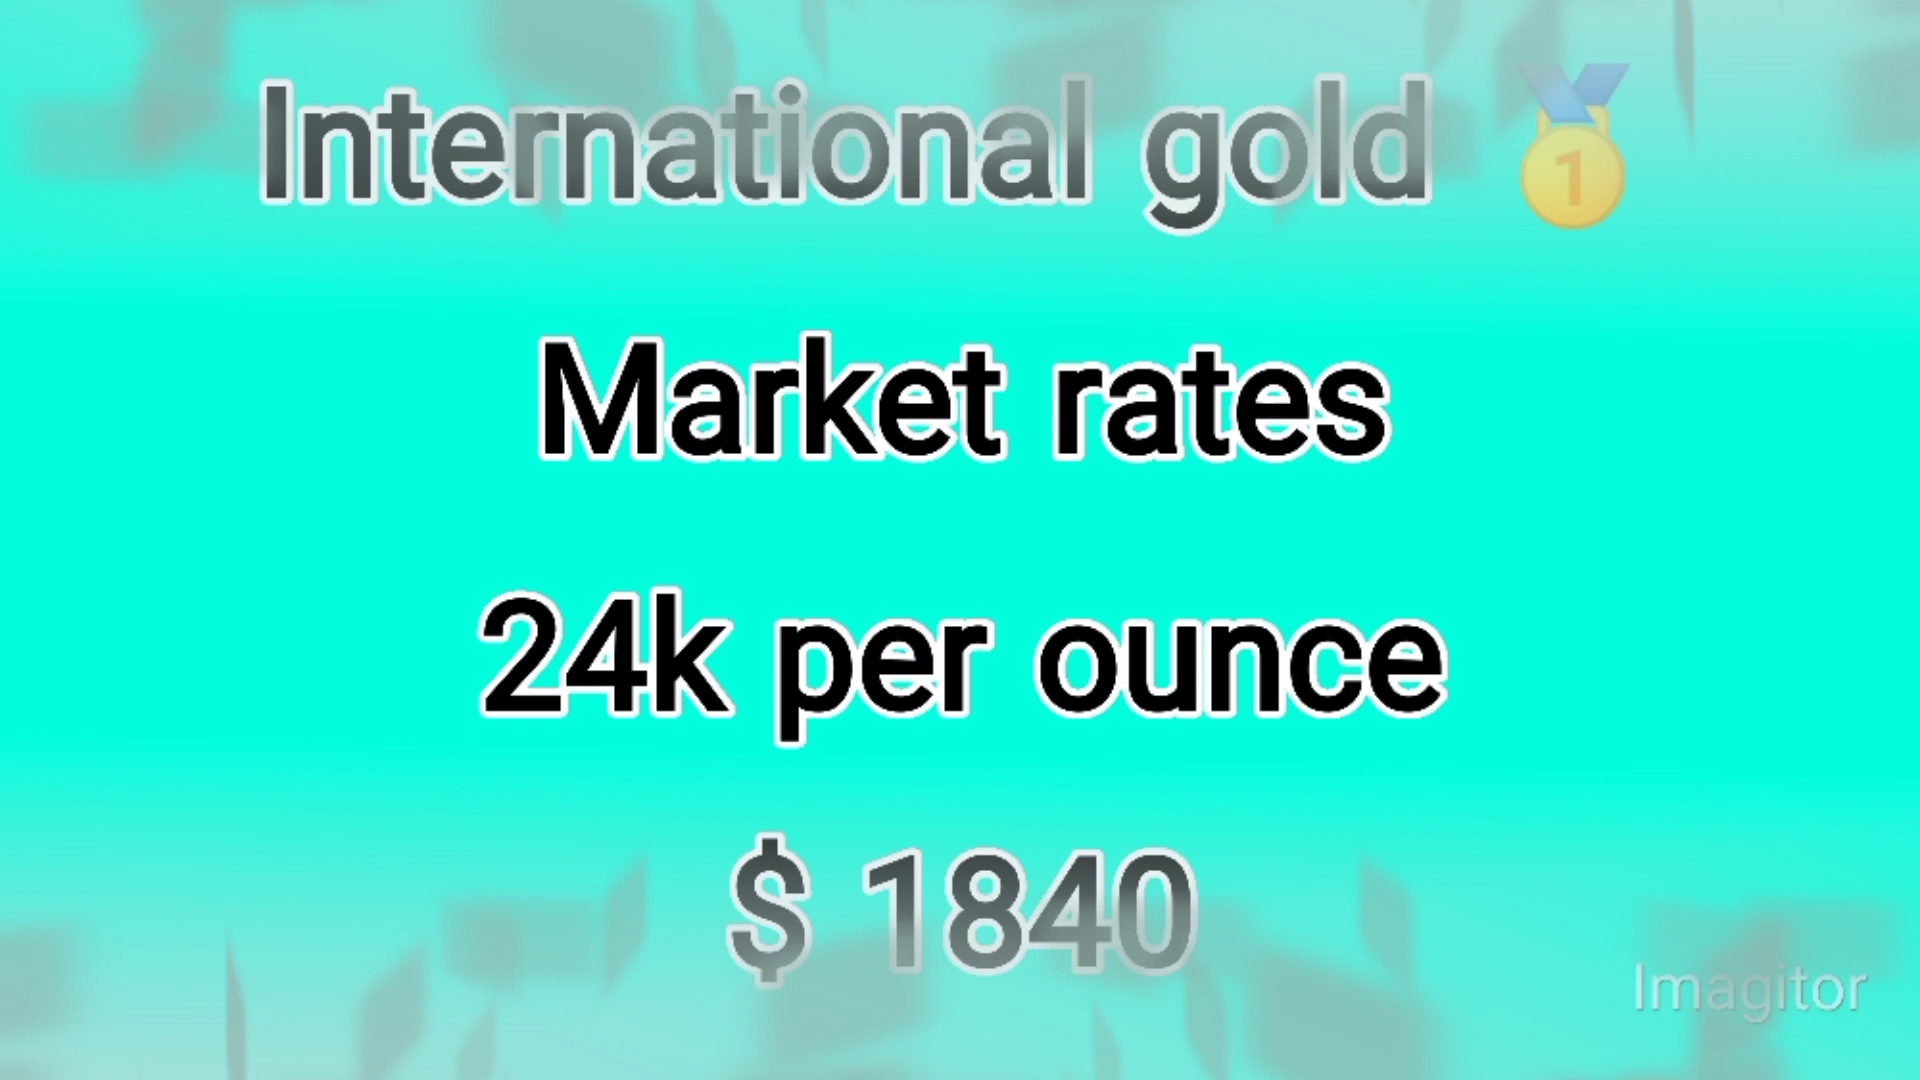 International gold 🥇
Market rates
24k per ounce
$ 1840
Imagitor